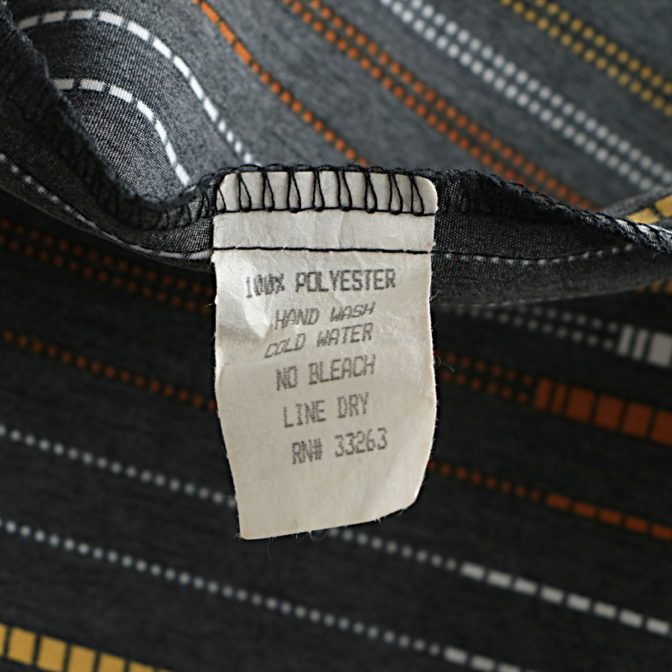 100% POLYESTER
HAND WASH
COLD WATER
NO BLEACH
LINE DRY
RN# 33263